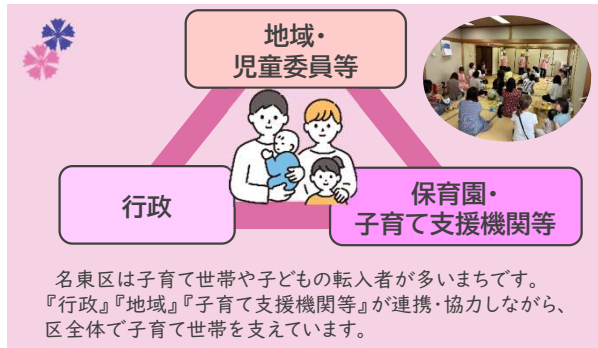 地域・
児童委員等
行政
保育園・
子育て支援機関等
名東区は子育て世帯や子どもの転入者が多いまちです。
『行政』『地域』『子育て支援機関等』が連携・協力しながら、
区全体で子育て世帯を支えています。